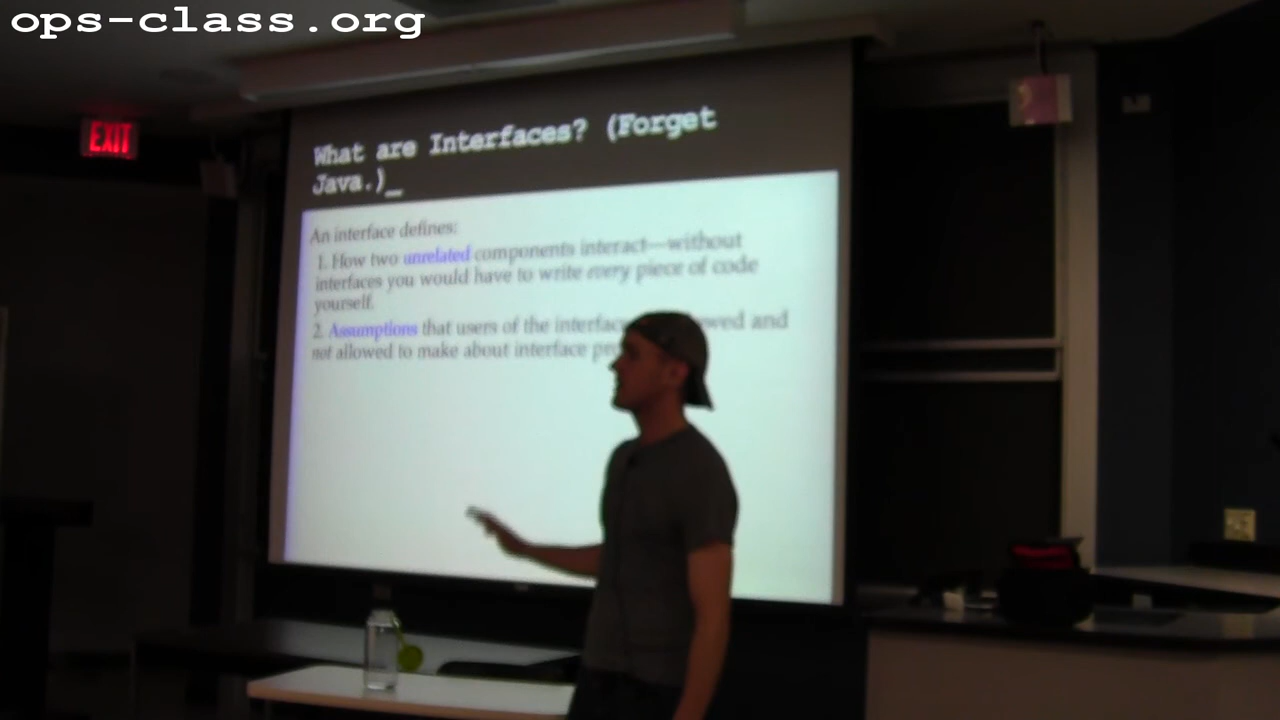 ops-class.org
EXIT
What are Interfaces? (Forget
Java.)_
An interface defines:
1. How two unrelated components interact—without
interfaces you would have to write every piece of code
yourself.
2. Assumptions that users of the interface and
not allowed to make about interface